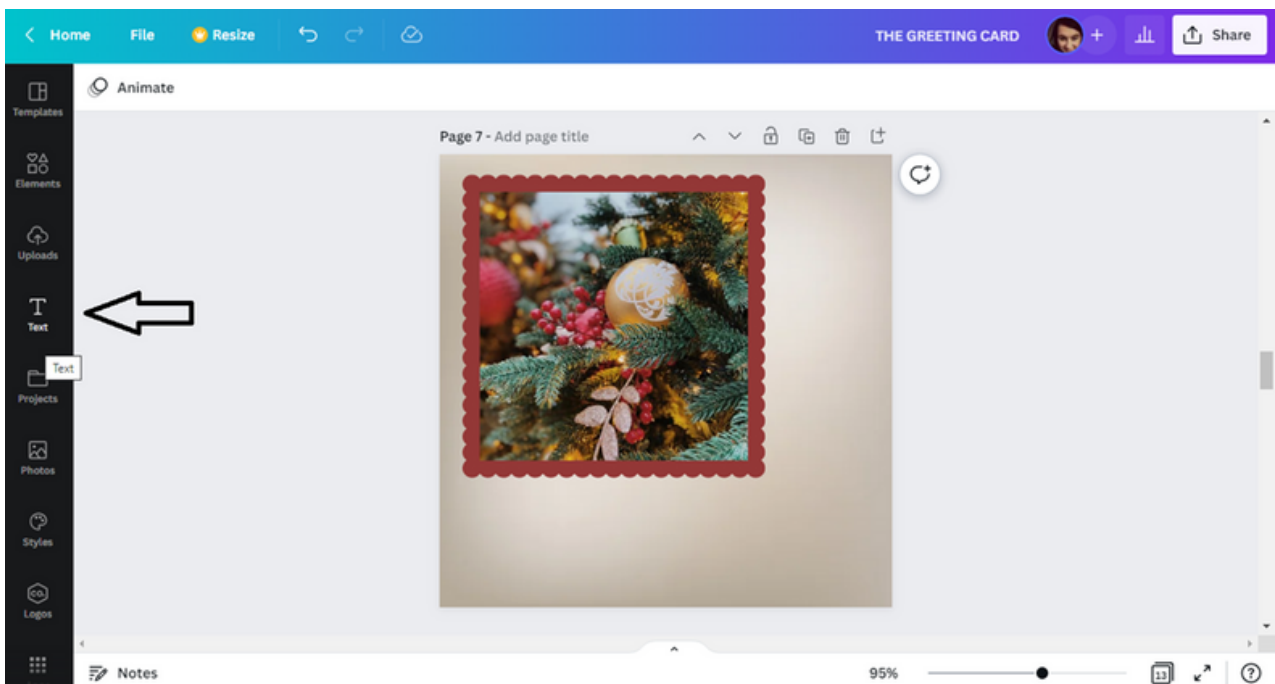 Home File Resize THE GREETING CARD + Share
Animate
Templates
Page 7 - Add page title
Elements
Uploads
T
Text
Text
Projects
Photos
Styles
CO.
Logos
Notes 95% 13 ?